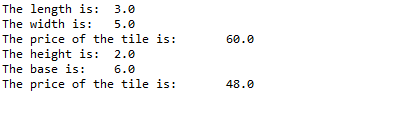 The length is:  3.0
The width is:   5.0
The price of the tile is:       60.0
The height is:  2.0
The base is:    6.0
The price of the tile is:       48.0